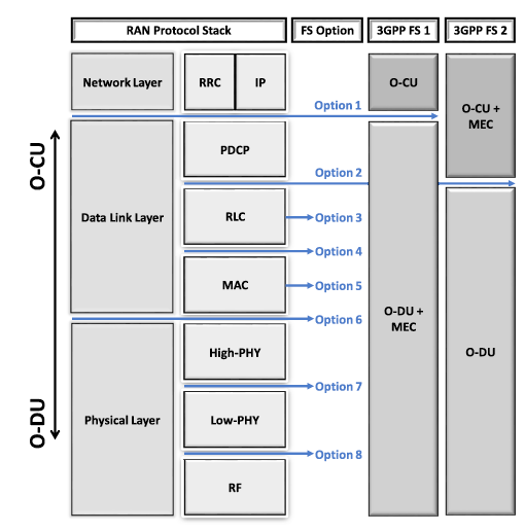 RAN Protocol Stack
FS Option
3GPP FS 1
3GPP FS 2
Network Layer
RRC
IP
O-CU
O-CU +
MEC
Option 1
O-CU
PDCP
Option 2
Data Link Layer
RLC
Option 3
Option 4
MAC
Option 5
O-DU +
MEC
Option 6
High-PHY
O-DU
Option 7
O-DU
Physical Layer
Low-PHY
Option 8
RF